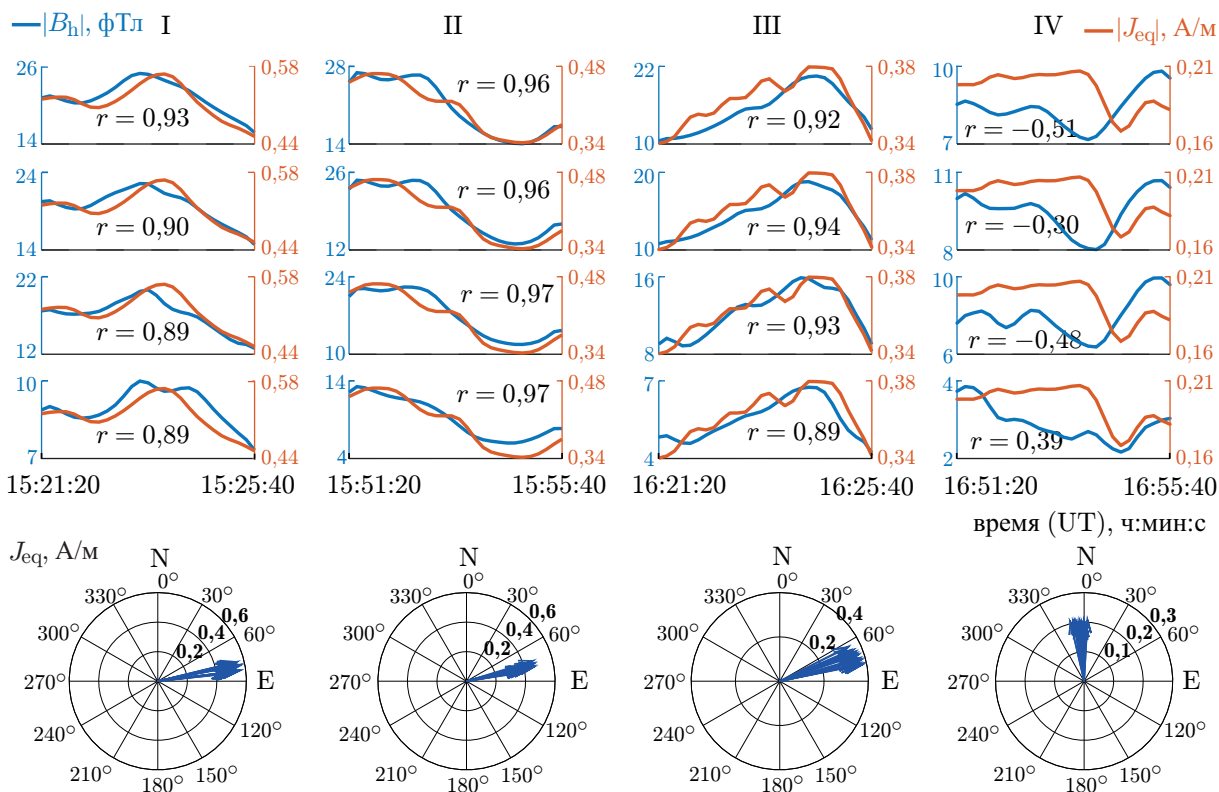 |B_h|, фТл I II III IV |J_eq|, А/м
26 0,58 28 0,48 22 0,38 10 0,21
r = 0,93 r = 0,96 r = 0,92 r = −0,51
14 0,44 14 0,34 10 0,34 7 0,16
24 0,58 26 0,48 20 0,38 11 0,21
r = 0,90 r = 0,96 r = 0,94 r = −0,30
14 0,44 12 0,34 10 0,34 8 0,16
22 0,58 24 0,48 16 0,38 10 0,21
r = 0,89 r = 0,97 r = 0,93 r = −0,48
12 0,44 10 0,34 8 0,34 6 0,16
10 0,58 14 0,48 7 0,38 4 0,21
r = 0,89 r = 0,97 r = 0,89 r = 0,39
7 0,44 4 0,34 4 0,34 2 0,16
15:21:20 15:25:40 15:51:20 15:55:40 16:21:20 16:25:40 16:51:20 16:55:40
время (UT), ч:мин:с
J_eq, А/м
N N N N
330° 0° 30° 330° 0° 30° 330° 0° 30° 330° 0° 30°
300° 0,2 0,4 0,6 60° 300° 0,2 0,4 0,6 60° 300° 0,2 0,4 60° 300° 0,1 0,2 0,3 60°
270° E 270° E 270° E 270° E
240° 120° 240° 120° 240° 120° 240° 120°
210° 180° 150° 210° 180° 150° 210° 180° 150° 210° 180° 150°